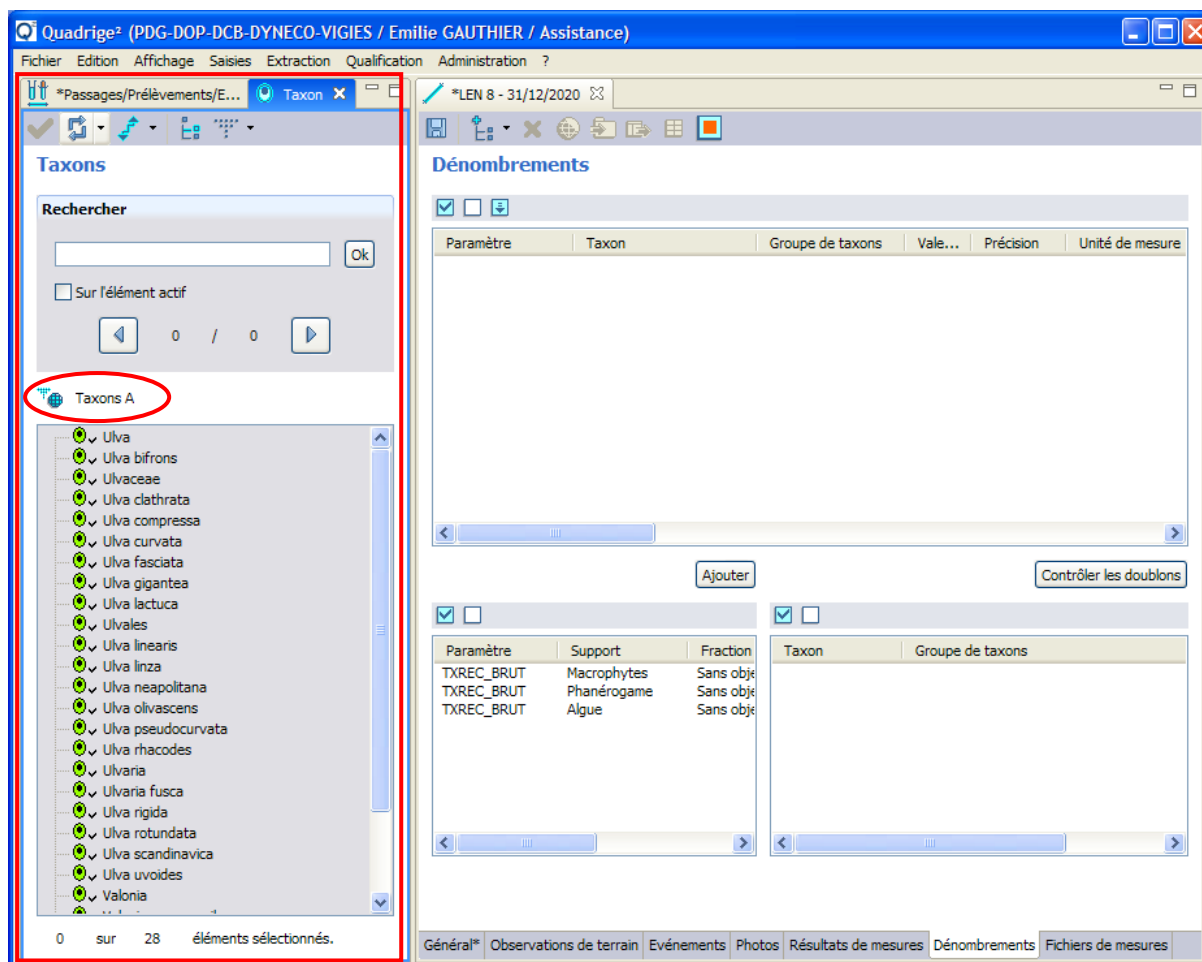 Quadrige² (PDG-DOP-DCB-DYNECO-VIGIES / Emilie GAUTHIER / Assistance)
Fichier Edition Affichage Saisies Extraction Qualification Administration ?
*Passages/Prélèvements/E... Taxon
Taxons
Rechercher
Ok
Sur l'élément actif
0 / 0
Taxons A
Ulva
Ulva bifrons
Ulvaceae
Ulva clathrata
Ulva compressa
Ulva curvata
Ulva fasciata
Ulva gigantea
Ulva lactuca
Ulvales
Ulva linearis
Ulva linza
Ulva neapolitana
Ulva olivascens
Ulva pseudocurvata
Ulva rhacodes
Ulvaria
Ulvaria fusca
Ulva rigida
Ulva rotundata
Ulva scandinavica
Ulva uvoides
Valonia
0 sur 28 éléments sélectionnés.
*LEN 8 - 31/12/2020
Dénombrements
Paramètre Taxon Groupe de taxons Vale... Précision Unité de mesure
Ajouter Contrôler les doublons
Paramètre Support Fraction
TXREC_BRUT Macrophytes Sans obje
TXREC_BRUT Phanérogame Sans obje
TXREC_BRUT Algue Sans obje
Taxon Groupe de taxons
Général* Observations de terrain Evénements Photos Résultats de mesures Dénombrements Fichiers de mesures